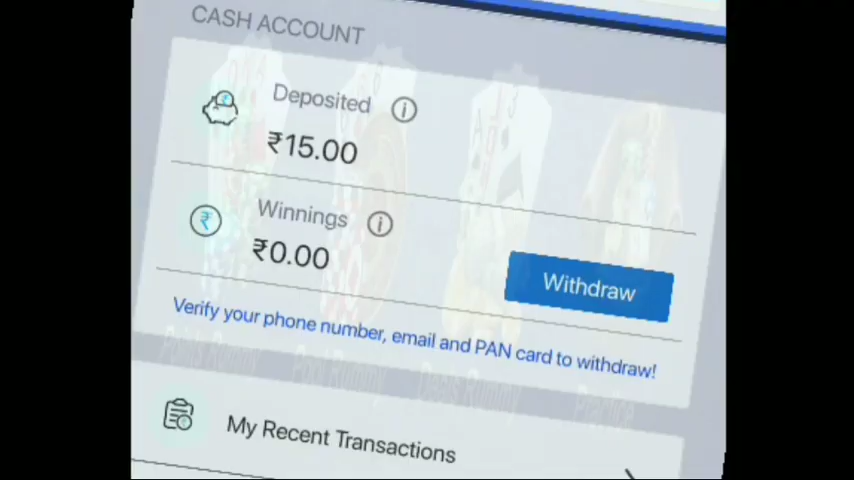 CASH ACCOUNT
Deposited
₹15.00
Winnings
₹0.00
Withdraw
Verify your phone number, email and PAN card to withdraw!
My Recent Transactions